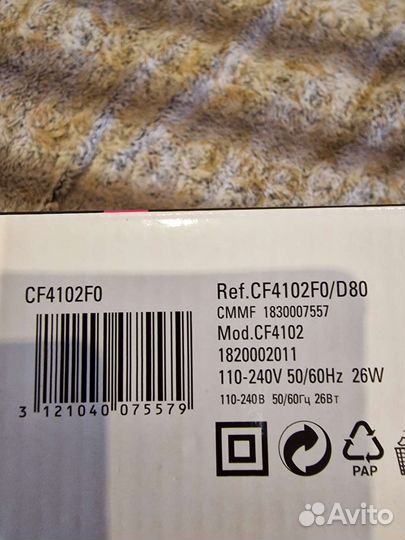 CF4102F0
3 121040 075579
Ref.CF4102F0/D80
CMMF 1830007557
Mod.CF4102
1820002011
110-240V 50/60Hz 26W
110-240В 50/60Гц 26Вт
PAP
Avito